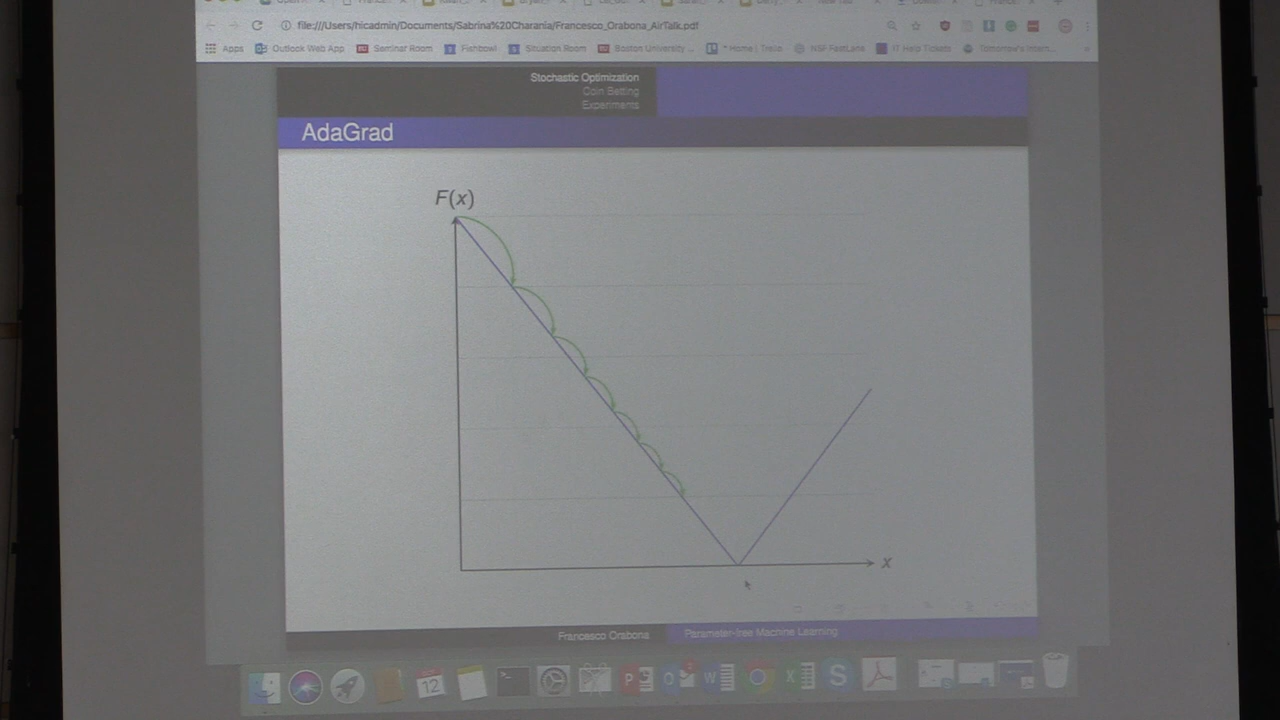 file:///Users/hicadmin/Documents/Sabrina%20Charania/Francesco_Orabona_AirTalk.pdf
Apps Outlook Web App Seminar Room Fishbowl Situation Room Boston University ... * Home | Trello NSF FastLane IT Help Tickets Tomorrow's Intern...
Stochastic Optimization
Coin Betting
Experiments
AdaGrad
F(x)
x
Francesco Orabona Parameter-free Machine Learning
12